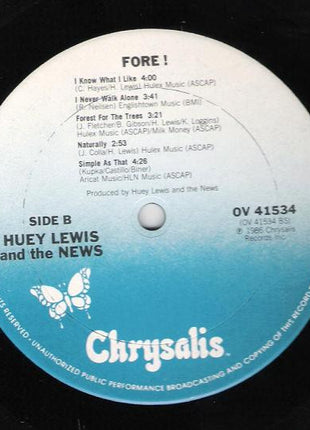 FORE !
I Know What I Like 4:00
(C. Hayes/H. Lewis) Hulex Music (ASCAP)
I Never Walk Alone 3:41
(R. Neilsen) Englishtown Music (BMI)
Forest For The Trees 3:21
(J. Fletcher/B. Gibson/H. Lewis/K. Loggins)
Hulex Music (ASCAP)/Milk Money (ASCAP)
Naturally 2:53
(J. Colla/H. Lewis) Hulex Music (ASCAP)
Simple As That 4:26
(Kupka/Castillo/Biner)
Aricat Music/HLN Music (ASCAP)
Produced by Huey Lewis and the News
SIDE B
HUEY LEWIS
and the NEWS
OV 41534
(OV 41534 BS)
Ⓟ 1986 Chrysalis
Records Inc.
Chrysalis
TM
TS RESERVED - UNAUTHORIZED PUBLIC PERFORMANCE BROADCASTING AND COPYING OF THIS RECORD